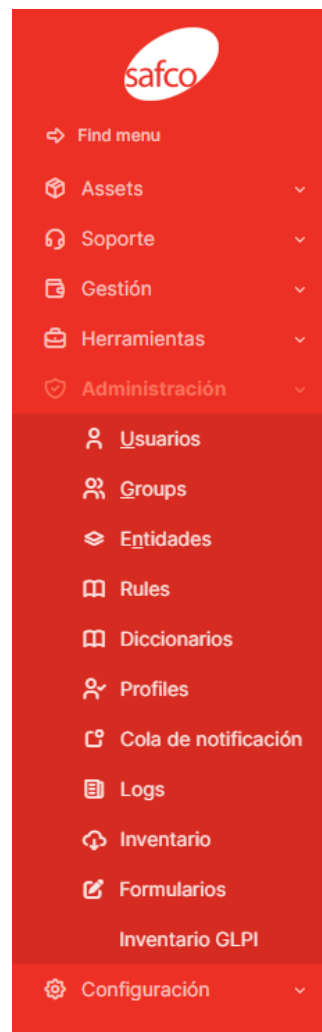 safco
Find menu
Assets
Soporte
Gestión
Herramientas
Administración
Usuarios
Groups
Entidades
Rules
Diccionarios
Profiles
Cola de notificación
Logs
Inventario
Formularios
Inventario GLPI
Configuración